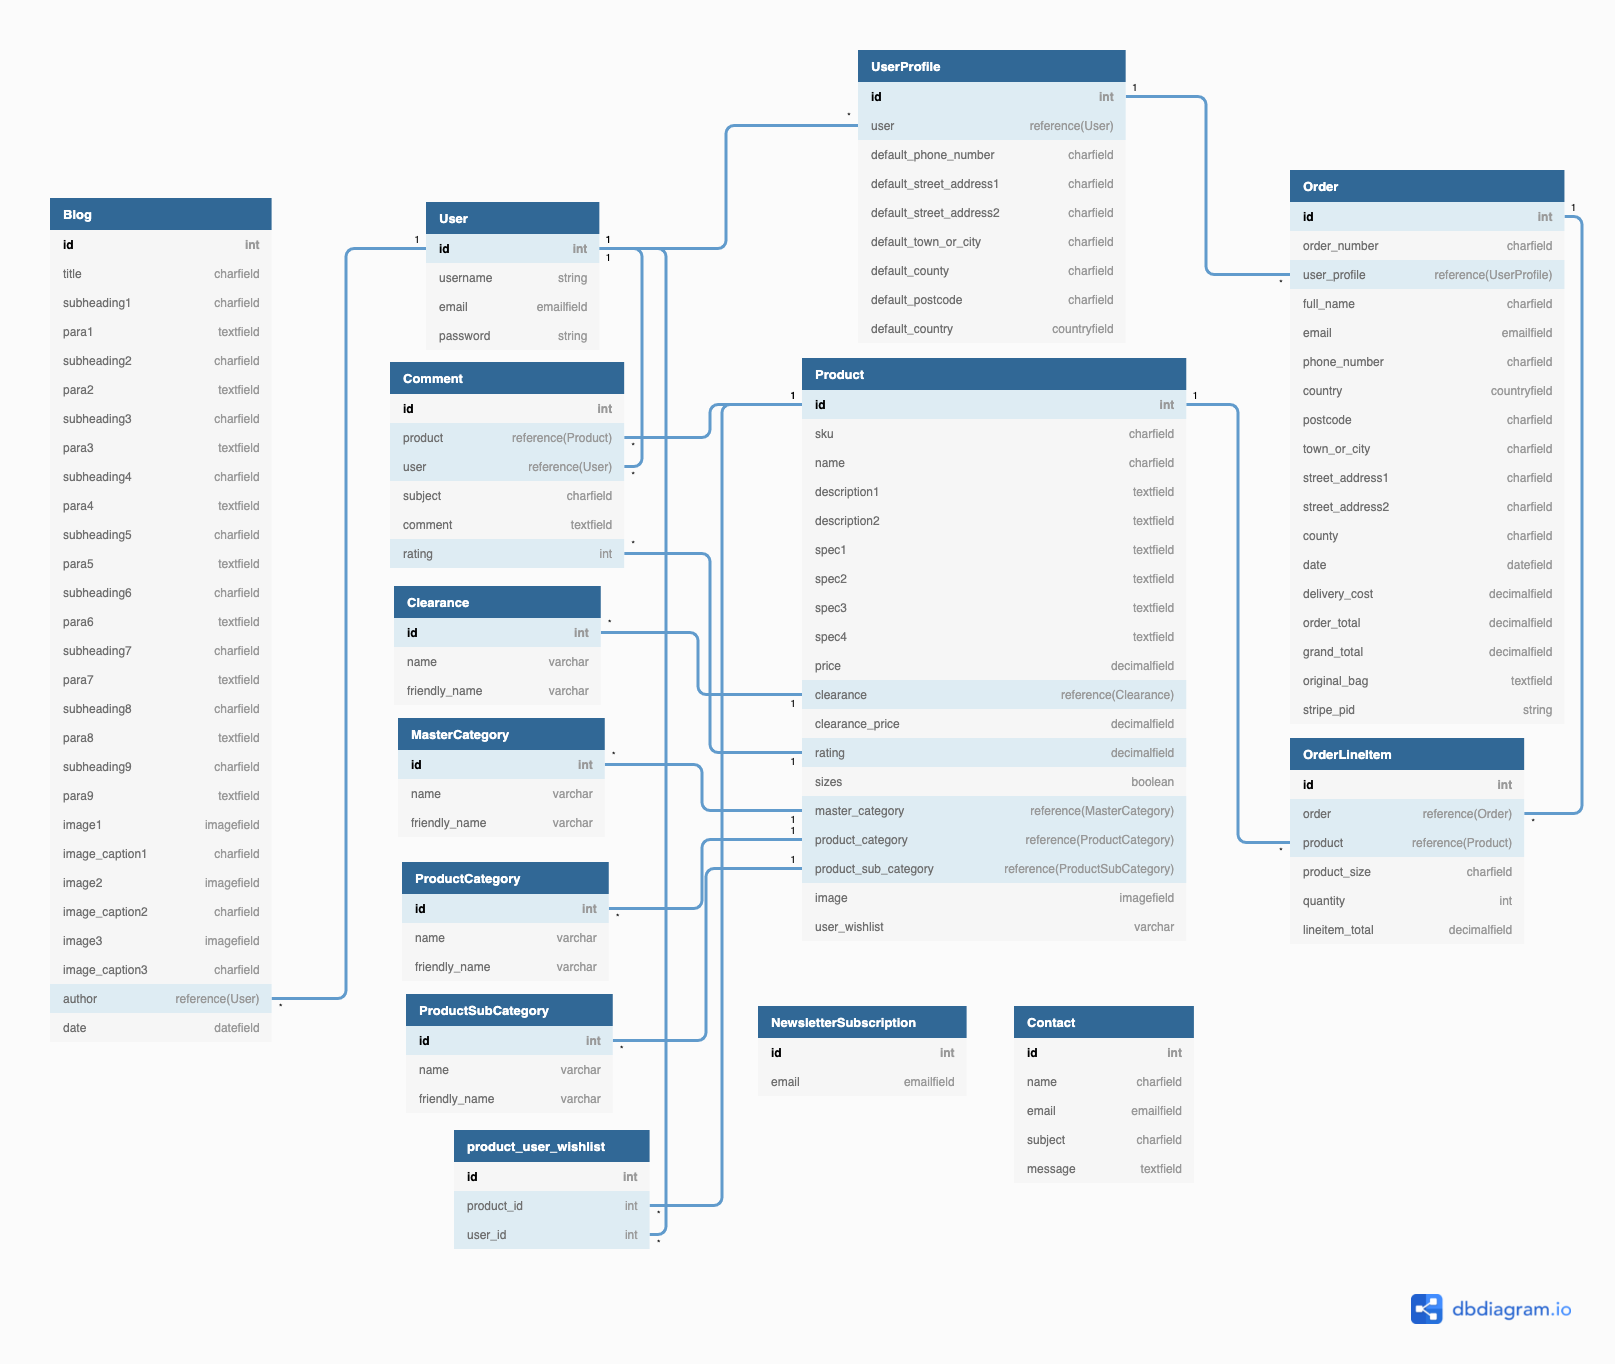 UserProfile
id int
user reference(User)
default_phone_number charfield
default_street_address1 charfield
default_street_address2 charfield
default_town_or_city charfield
default_county charfield
default_postcode charfield
default_country countryfield
1
*
Order
id int
order_number charfield
user_profile reference(UserProfile)
full_name charfield
email emailfield
phone_number charfield
country countryfield
postcode charfield
town_or_city charfield
street_address1 charfield
street_address2 charfield
county charfield
date datefield
delivery_cost decimalfield
order_total decimalfield
grand_total decimalfield
original_bag textfield
stripe_pid string
1
*
Blog
id int
title charfield
subheading1 charfield
para1 textfield
subheading2 charfield
para2 textfield
subheading3 charfield
para3 textfield
subheading4 charfield
para4 textfield
subheading5 charfield
para5 textfield
subheading6 charfield
para6 textfield
subheading7 charfield
para7 textfield
subheading8 charfield
para8 textfield
subheading9 charfield
para9 textfield
image1 imagefield
image_caption1 charfield
image2 imagefield
image_caption2 charfield
image3 imagefield
image_caption3 charfield
author reference(User)
date datefield
*
User
id int
username string
email emailfield
password string
1
1
1
Comment
id int
product reference(Product)
user reference(User)
subject charfield
comment textfield
rating int
*
*
*
Clearance
id int
name varchar
friendly_name varchar
*
MasterCategory
id int
name varchar
friendly_name varchar
*
ProductCategory
id int
name varchar
friendly_name varchar
*
ProductSubCategory
id int
name varchar
friendly_name varchar
*
product_user_wishlist
id int
product_id int
user_id int
*
*
Product
id int
sku charfield
name charfield
description1 textfield
description2 textfield
spec1 textfield
spec2 textfield
spec3 textfield
spec4 textfield
price decimalfield
clearance reference(Clearance)
clearance_price decimalfield
rating decimalfield
sizes boolean
master_category reference(MasterCategory)
product_category reference(ProductCategory)
product_sub_category reference(ProductSubCategory)
image imagefield
user_wishlist varchar
1
1
1
1
1
1
1
OrderLineItem
id int
order reference(Order)
product reference(Product)
product_size charfield
quantity int
lineitem_total decimalfield
*
*
NewsletterSubscription
id int
email emailfield
Contact
id int
name charfield
email emailfield
subject charfield
message textfield
dbdiagram.io